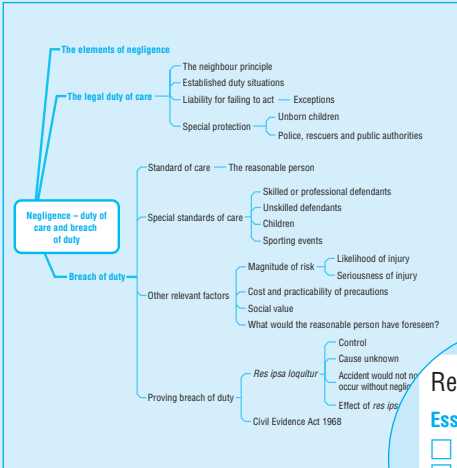 The elements of negligence
The neighbour principle
Established duty situations
The legal duty of care
Liability for failing to act
Exceptions
Unborn children
Special protection
Police, rescuers and public authorities
Standard of care
The reasonable person
Skilled or professional defendants
Unskilled defendants
Negligence – duty of
care and breach
of duty
Special standards of care
Children
Sporting events
Likelihood of injury
Magnitude of risk
Seriousness of injury
Breach of duty
Cost and practicability of precautions
Other relevant factors
Social value
What would the reasonable person have foreseen?
Control
Cause unknown
Res ipsa loquitur
Accident would not
occur without
Effect of res
Proving breach of duty
Civil Evidence Act 1968